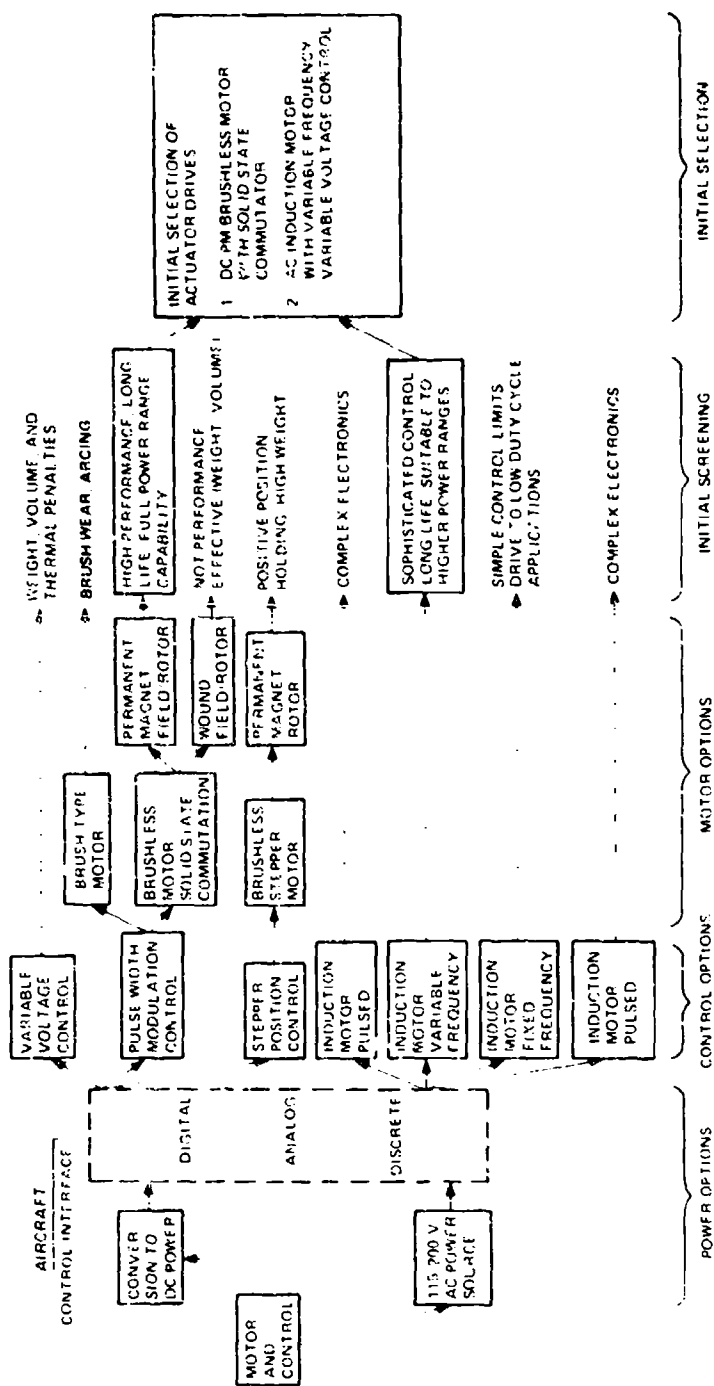 AIRCRAFT
CONTROL INTERFACE
MOTOR
AND
CONTROL
CONVER
SION TO
DC POWER
115 200 V
AC POWER
SOURCE
DIGITAL
ANALOG
DISCRETE
VARIABLE
VOLTAGE
CONTROL
PULSE WIDTH
MODULATION
CONTROL
STEPPER
POSITION
CONTROL
INDUCTION
MOTOR
PULSED
INDUCTION
MOTOR
VARIABLE
FREQUENCY
INDUCTION
MOTOR
FIXED
FREQUENCY
INDUCTION
MOTOR
PULSED
BRUSH TYPE
MOTOR
BRUSHLESS
MOTOR
SOLID STATE
COMMUTATION
BRUSHLESS
STEPPER
MOTOR
PERMANENT
MAGNET
FIELD/ROTOR
WOUND
FIELD/ROTOR
PERMANENT
MAGNET
ROTOR
WEIGHT, VOLUME, AND
THERMAL PENALTIES
BRUSH WEAR, ARCING
HIGH PERFORMANCE, LONG
LIFE FULL POWER RANGE
CAPABILITY
NOT PERFORMANCE
EFFECTIVE (WEIGHT, VOLUME)
POSITIVE POSITION
HOLDING, HIGH WEIGHT
COMPLEX ELECTRONICS
SOPHISTICATED CONTROL
LONG LIFE SUITABLE TO
HIGHER POWER RANGES
SIMPLE CONTROL LIMITS
DRIVE TO LOW DUTY CYCLE
APPLICATIONS
COMPLEX ELECTRONICS
INITIAL SELECTION OF
ACTUATOR DRIVES
1 DC PM BRUSHLESS MOTOR
WITH SOLID STATE
COMMUTATOR
2 AC INDUCTION MOTOR
WITH VARIABLE FREQUENCY
VARIABLE VOLTAGE CONTROL
POWER OPTIONS
CONTROL OPTIONS
MOTOR OPTIONS
INITIAL SCREENING
INITIAL SELECTION